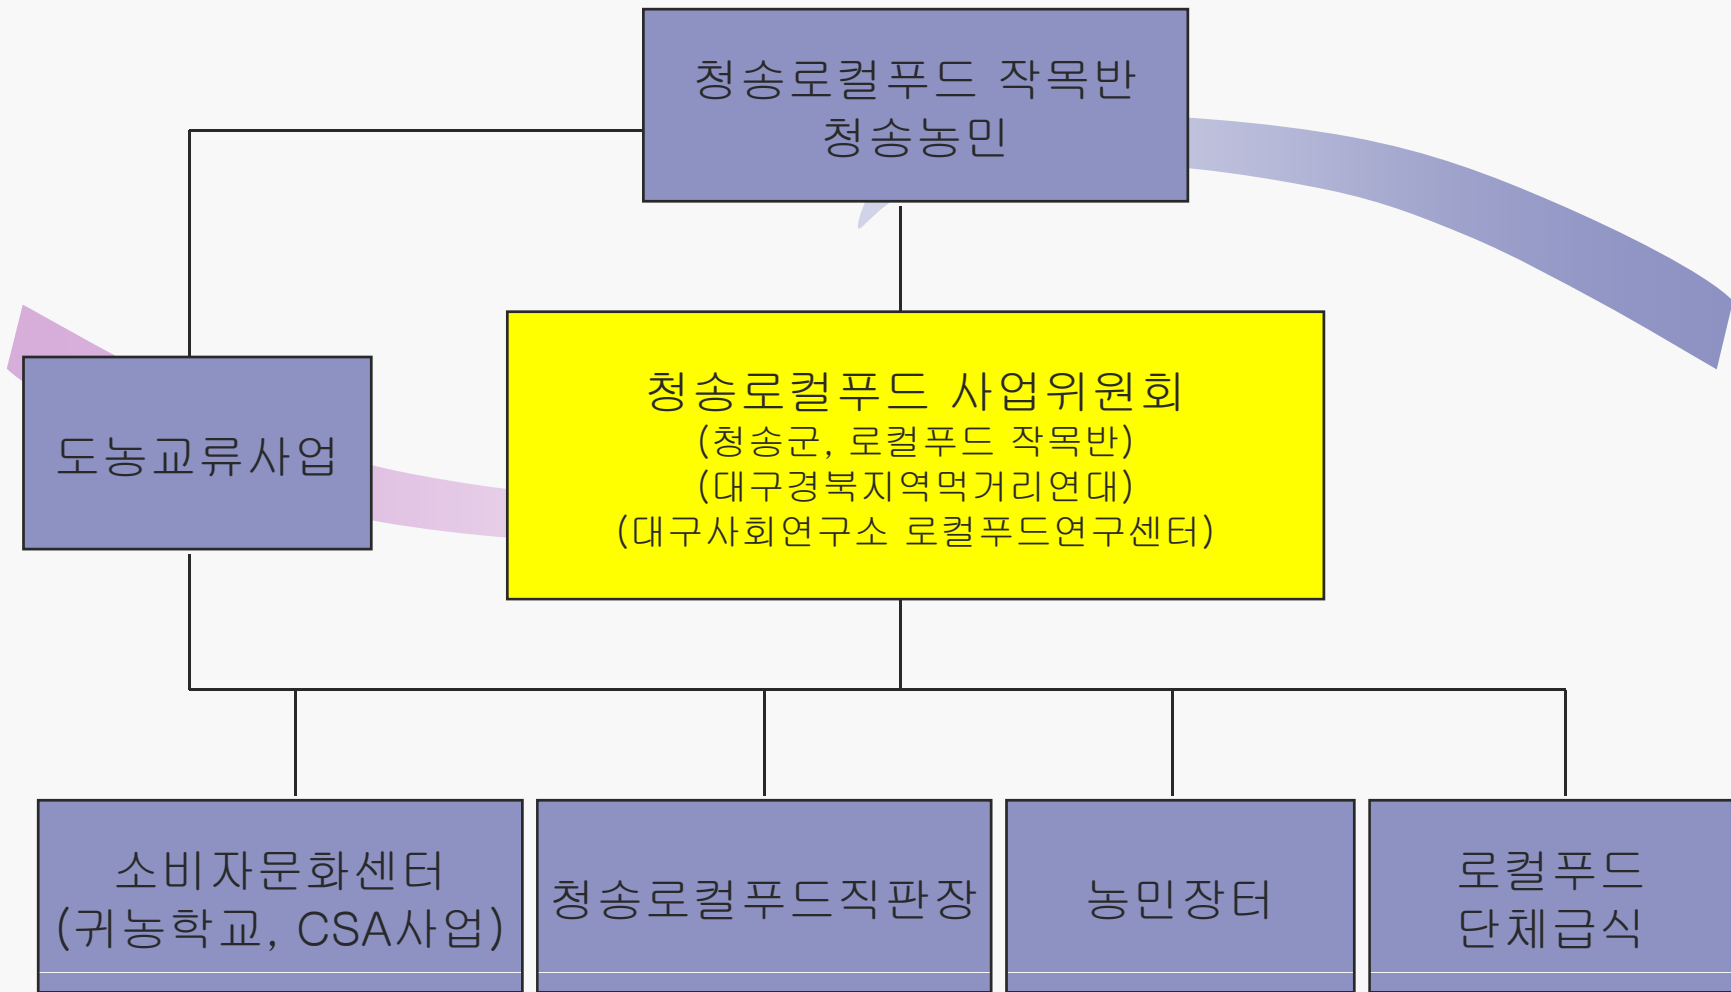 청송로컬푸드 작목반
청송농민
도농교류사업
청송로컬푸드 사업위원회
(청송군, 로컬푸드 작목반)
(대구경북지역먹거리연대)
(대구사회연구소 로컬푸드연구센터)
소비자문화센터
(귀농학교, CSA사업)
청송로컬푸드직판장
농민장터
로컬푸드
단체급식